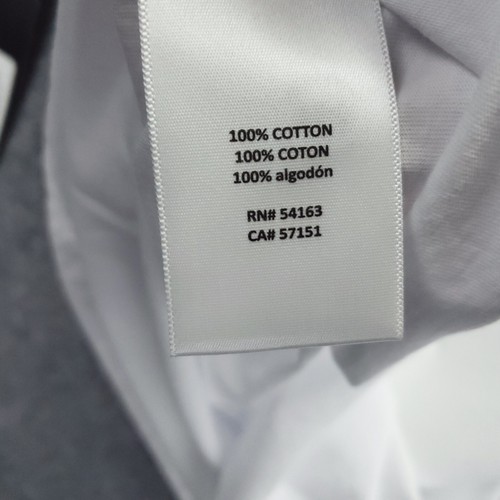 100% COTTON
100% COTON
100% algodón
RN# 54163
CA# 57151